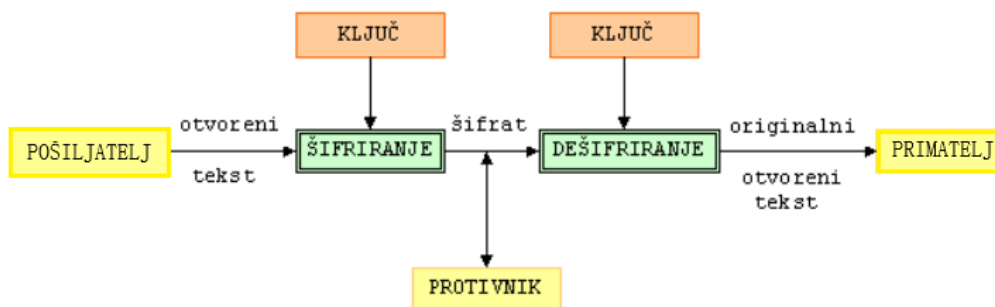 KLJUČ
KLJUČ
POŠILJATELJ
otvoreni
tekst
ŠIFRIRANJE
šifrat
DEŠIFRIRANJE
originalni
otvoreni
tekst
PRIMATELJ
PROTIVNIK